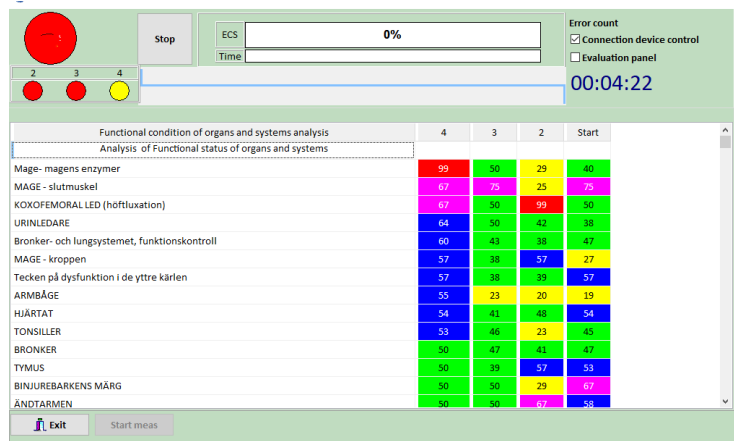 Stop
ECS 0%
Time
Error count
Connection device control
Evaluation panel
00:04:22
2 3 4
Functional condition of organs and systems analysis 4 3 2 Start
Analysis of Functional status of organs and systems
Mage- magens enzymer 99 50 29 40
MAGE - slutmuskel 67 75 25 75
KOXOFEMORAL LED (höftluxation) 67 50 99 50
URINLEDARE 64 50 42 38
Bronker- och lungsystemet, funktionskontroll 60 43 38 47
MAGE - kroppen 57 38 57 27
Tecken på dysfunktion i de yttre kärlen 57 38 39 57
ARMBÅGE 55 23 20 19
HJÄRTAT 54 41 48 54
TONSILLER 53 46 23 45
BRONKER 50 47 41 47
TYMUS 50 39 57 53
BINJUREBARKENS MÄRG 50 50 29 67
ÄNDTARMEN 50 50 67 58
Exit Start meas